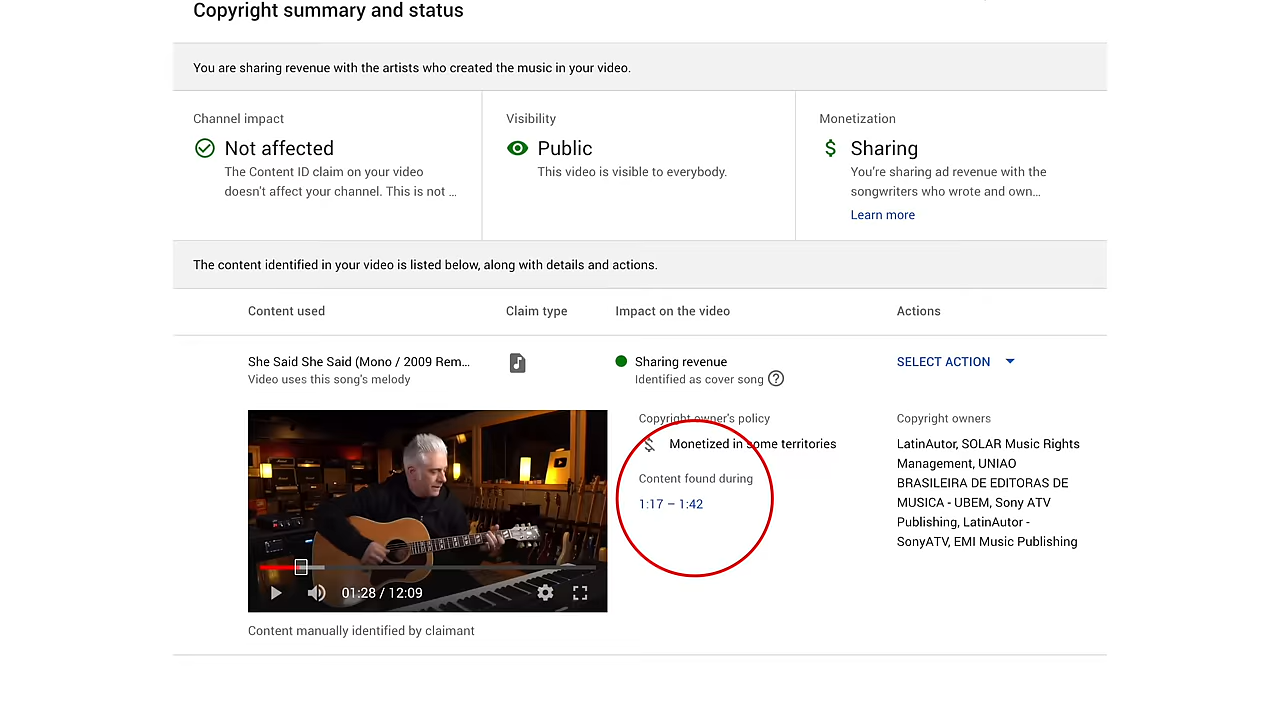 Copyright summary and status
You are sharing revenue with the artists who created the music in your video.
Channel impact
Not affected
The Content ID claim on your video
doesn't affect your channel. This is not ...
Visibility
Public
This video is visible to everybody.
Monetization
Sharing
You're sharing ad revenue with the
songwriters who wrote and own...
Learn more
The content identified in your video is listed below, along with details and actions.
Content used
Claim type
Impact on the video
Actions
She Said She Said (Mono / 2009 Rem...
Video uses this song's melody
Sharing revenue
Identified as cover song
SELECT ACTION
01:28 / 12:09
Content manually identified by claimant
Copyright owner's policy
Monetized in some territories
Content found during
1:17 – 1:42
Copyright owners
LatinAutor, SOLAR Music Rights
Management, UNIAO
BRASILEIRA DE EDITORAS DE
MUSICA - UBEM, Sony ATV
Publishing, LatinAutor -
SonyATV, EMI Music Publishing